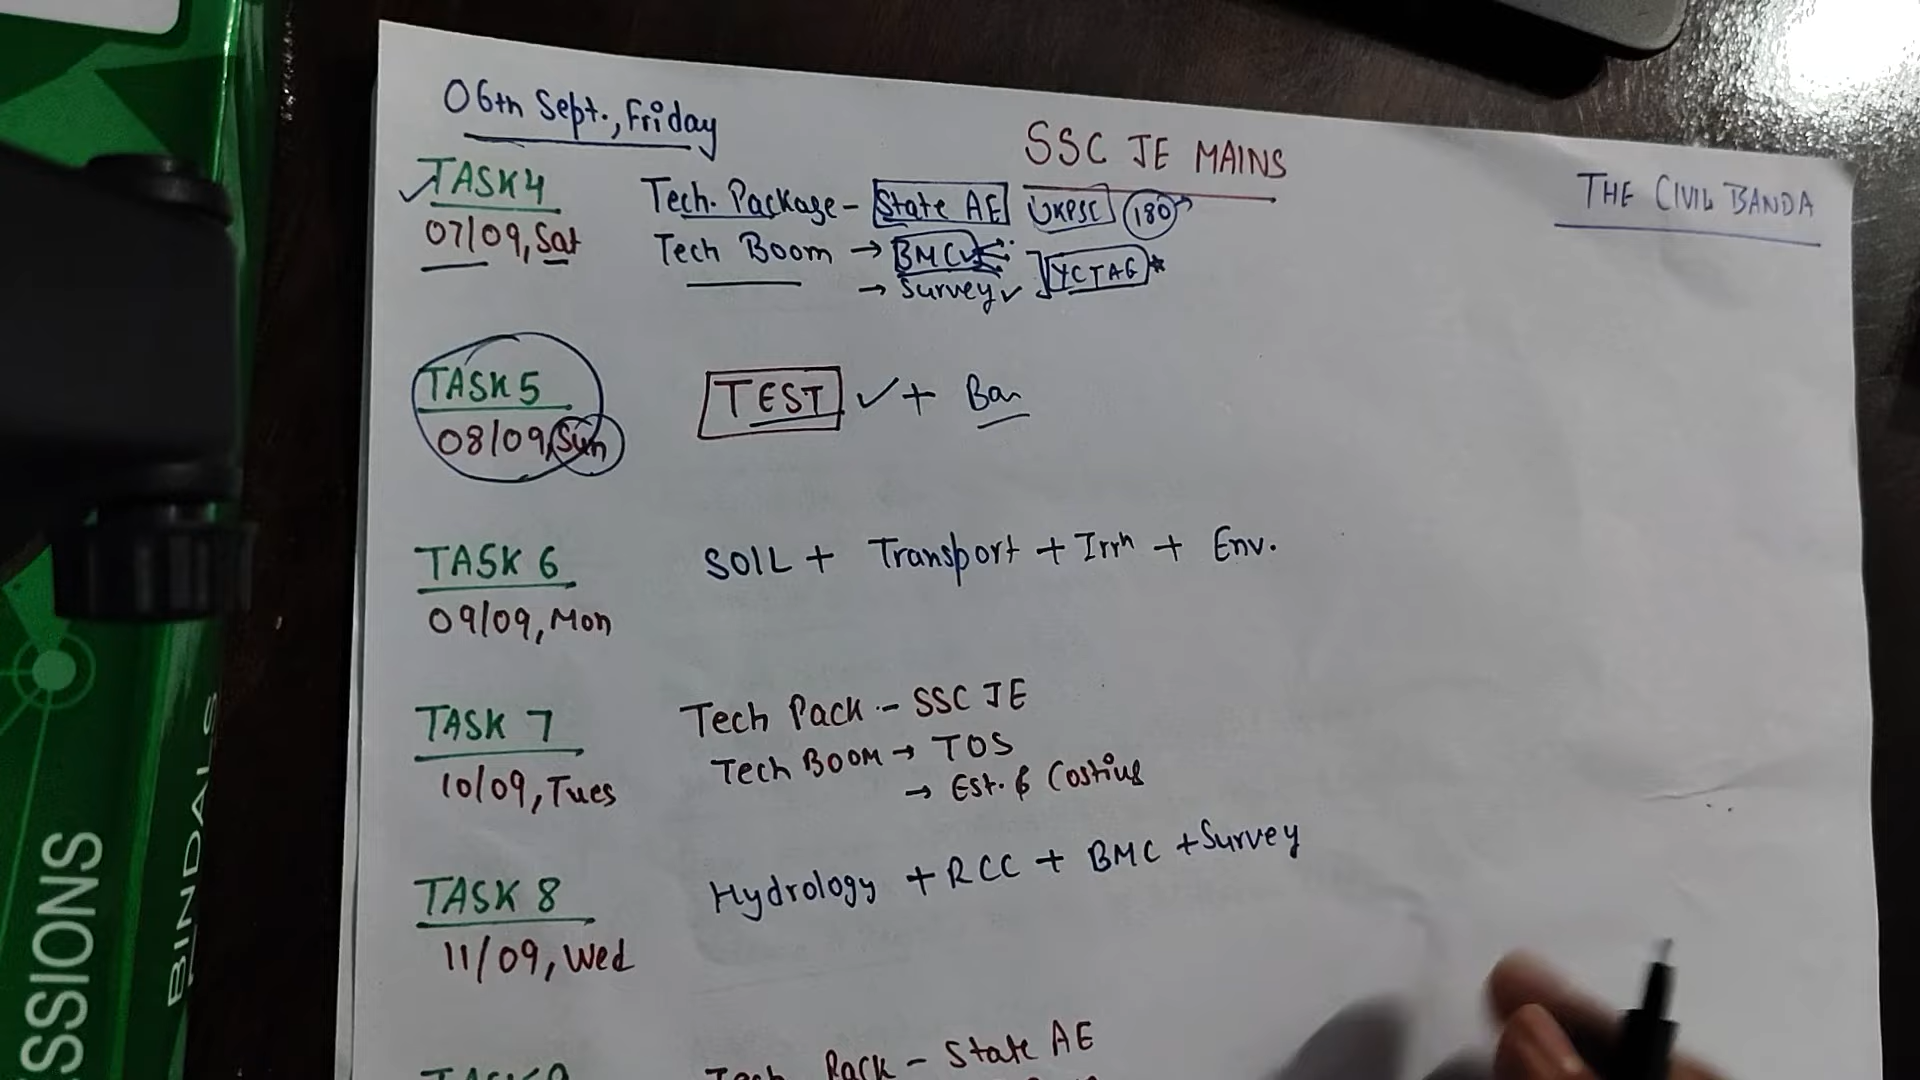 06th Sept., Friday
SSC JE MAINS
THE CIVIL BANDA
TASK 4
07/09, Sat
Tech. Package - State AE UKPSC 180
Tech Boom → BMC
→ Survey ✓ YCTAG *
TASK 5
08/09, Sun
TEST ✓ + Bar
TASK 6
09/09, Mon
SOIL + Transport + Irrn + Env.
TASK 7
10/09, Tues
Tech Pack - SSC JE
Tech BOOM → TOS
→ Est. & Costing
TASK 8
11/09, Wed
Hydrology + RCC + BMC + Survey
TASK 9
Tech Pack - State AE
SSIONS
BINDALS